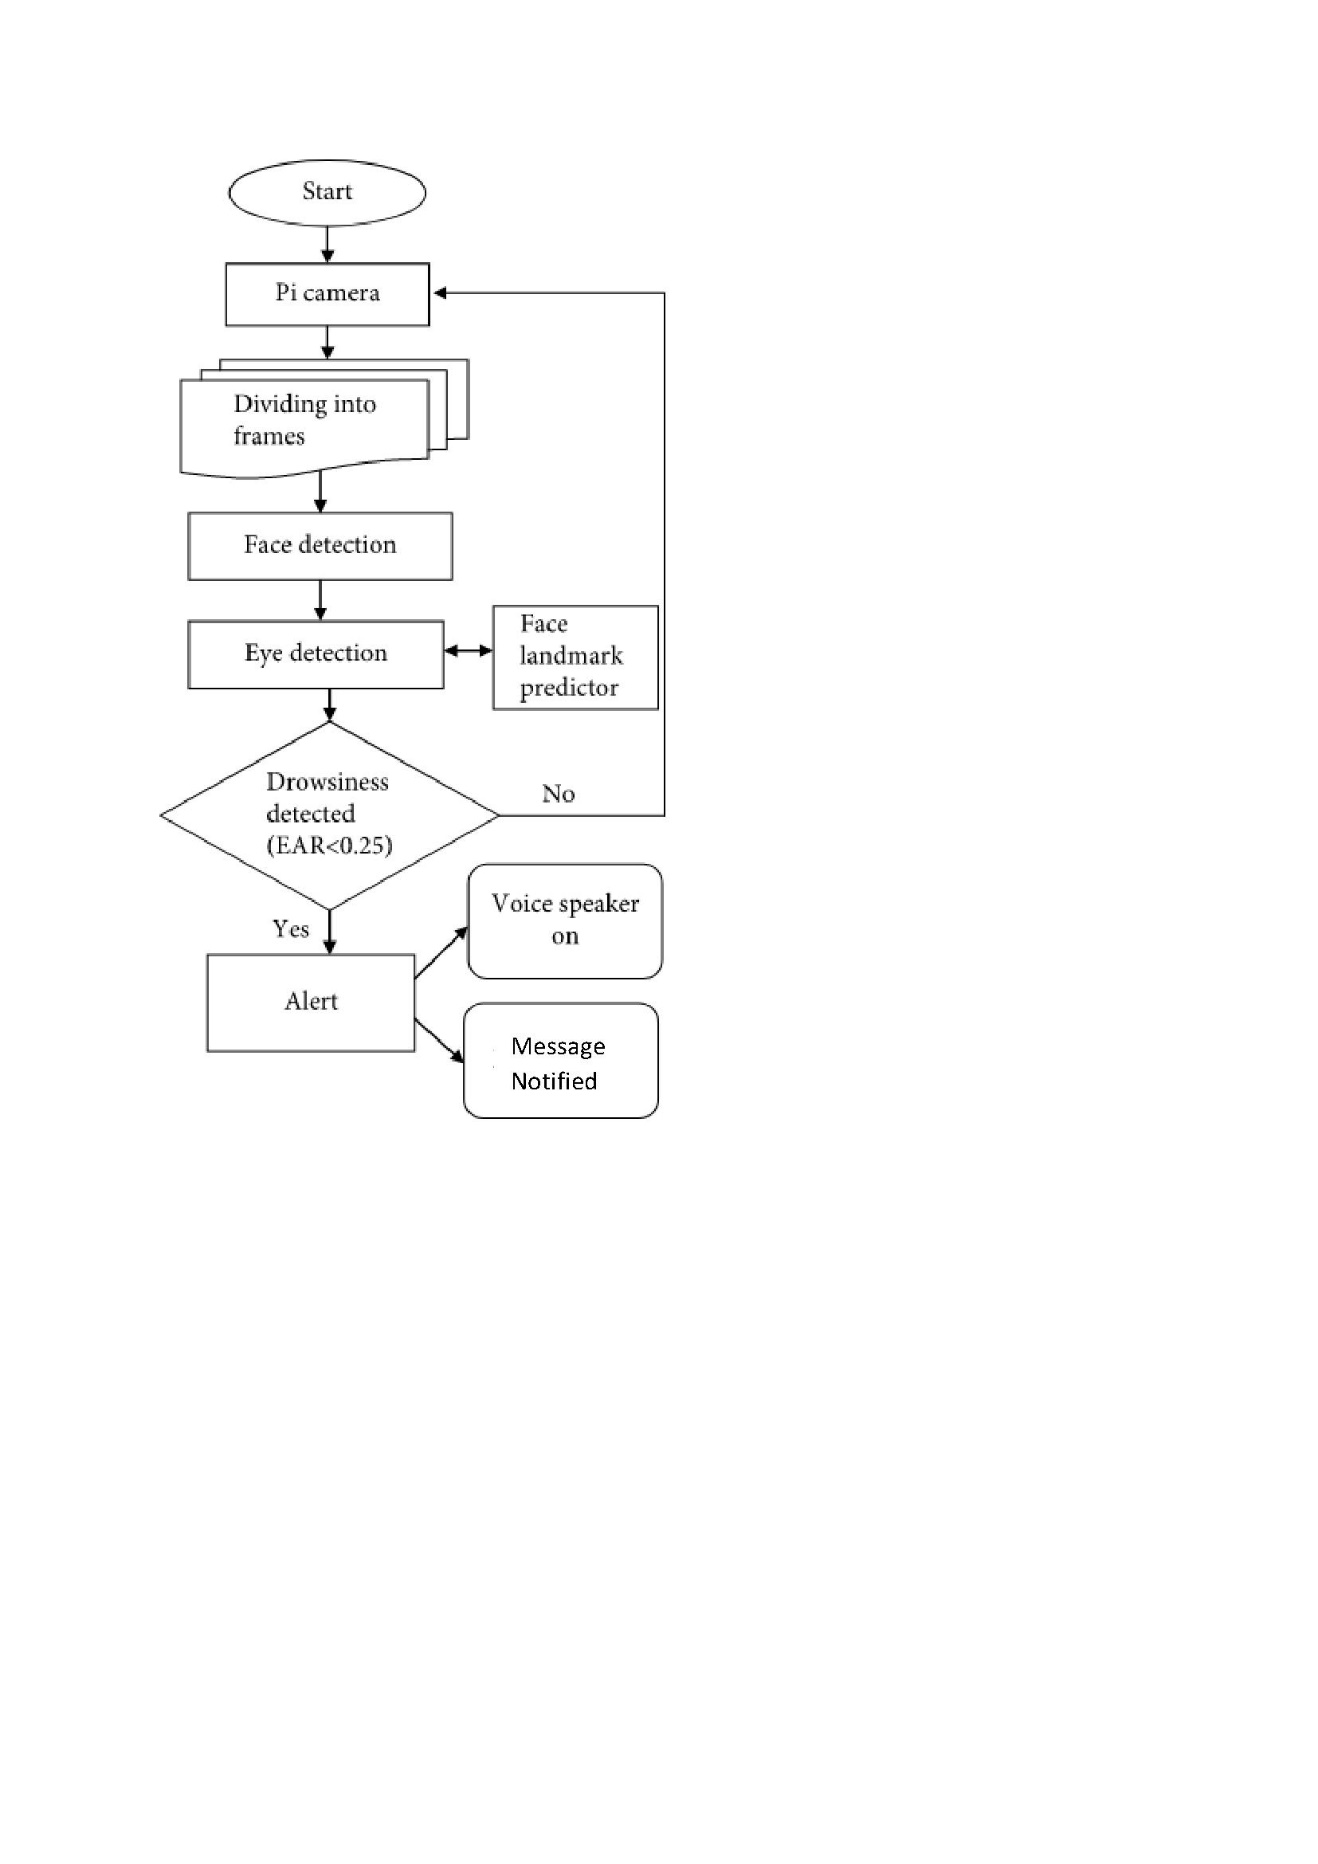 Start
Pi camera
Dividing into
frames
Face detection
Eye detection
Face
landmark
predictor
Drowsiness
detected
(EAR<0.25)
No
Yes
Voice speaker
on
Alert
Message
Notified